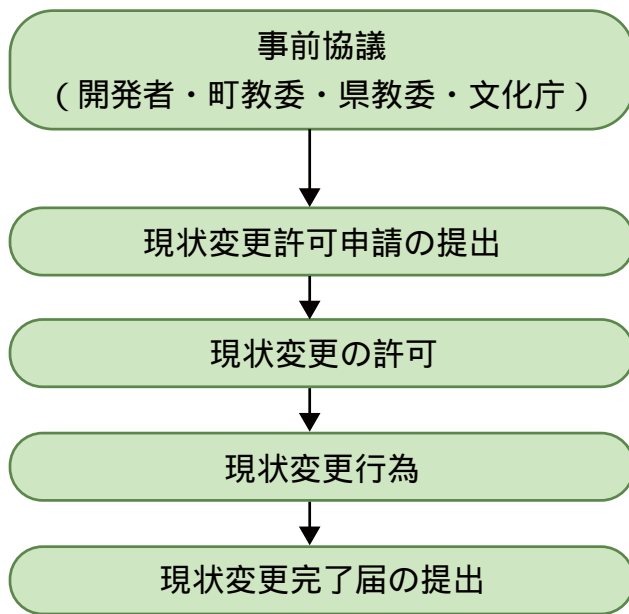 事前協議
（開発者・町教委・県教委・文化庁）
現状変更許可申請の提出
現状変更の許可
現状変更行為
現状変更完了届の提出